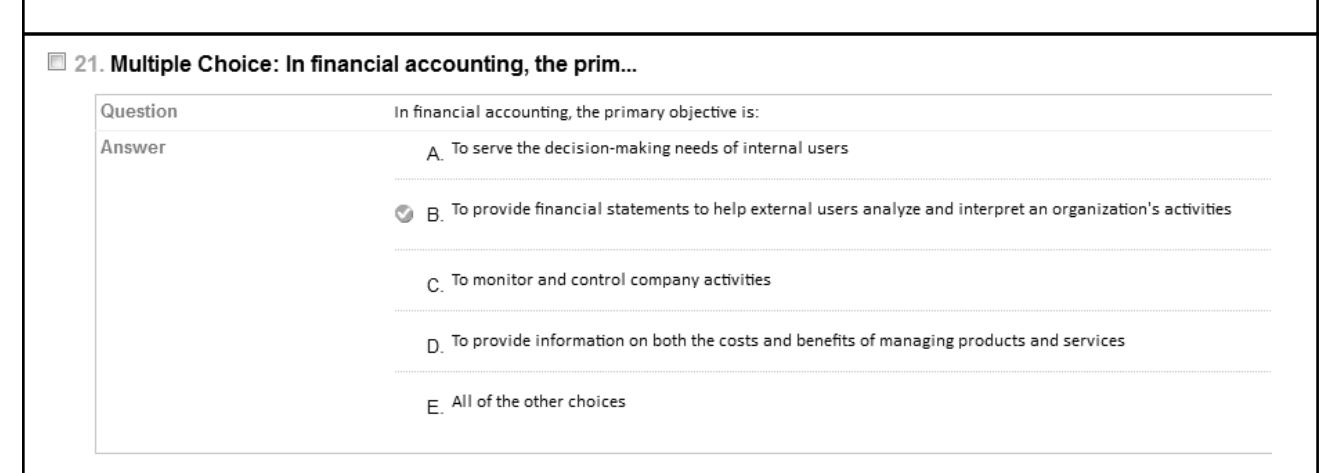 21. Multiple Choice: In financial accounting, the prim...
Question In financial accounting, the primary objective is:
Answer A. To serve the decision-making needs of internal users
B. To provide financial statements to help external users analyze and interpret an organization's activities
C. To monitor and control company activities
D. To provide information on both the costs and benefits of managing products and services
E. All of the other choices